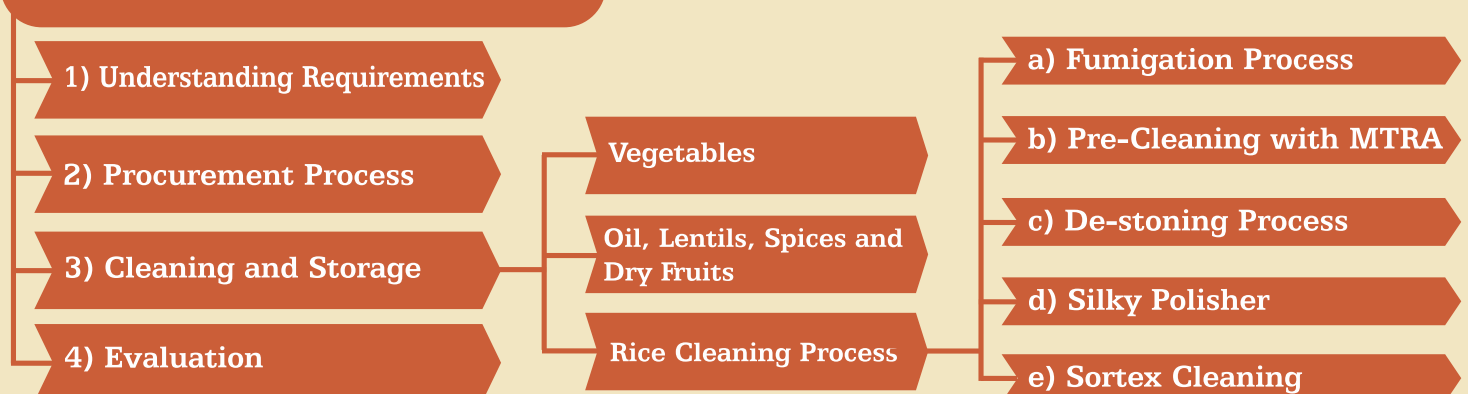 1) Understanding Requirements
2) Procurement Process
3) Cleaning and Storage
4) Evaluation
Vegetables
Oil, Lentils, Spices and
Dry Fruits
Rice Cleaning Process
a) Fumigation Process
b) Pre-Cleaning with MTRA
c) De-stoning Process
d) Silky Polisher
e) Sortex Cleaning